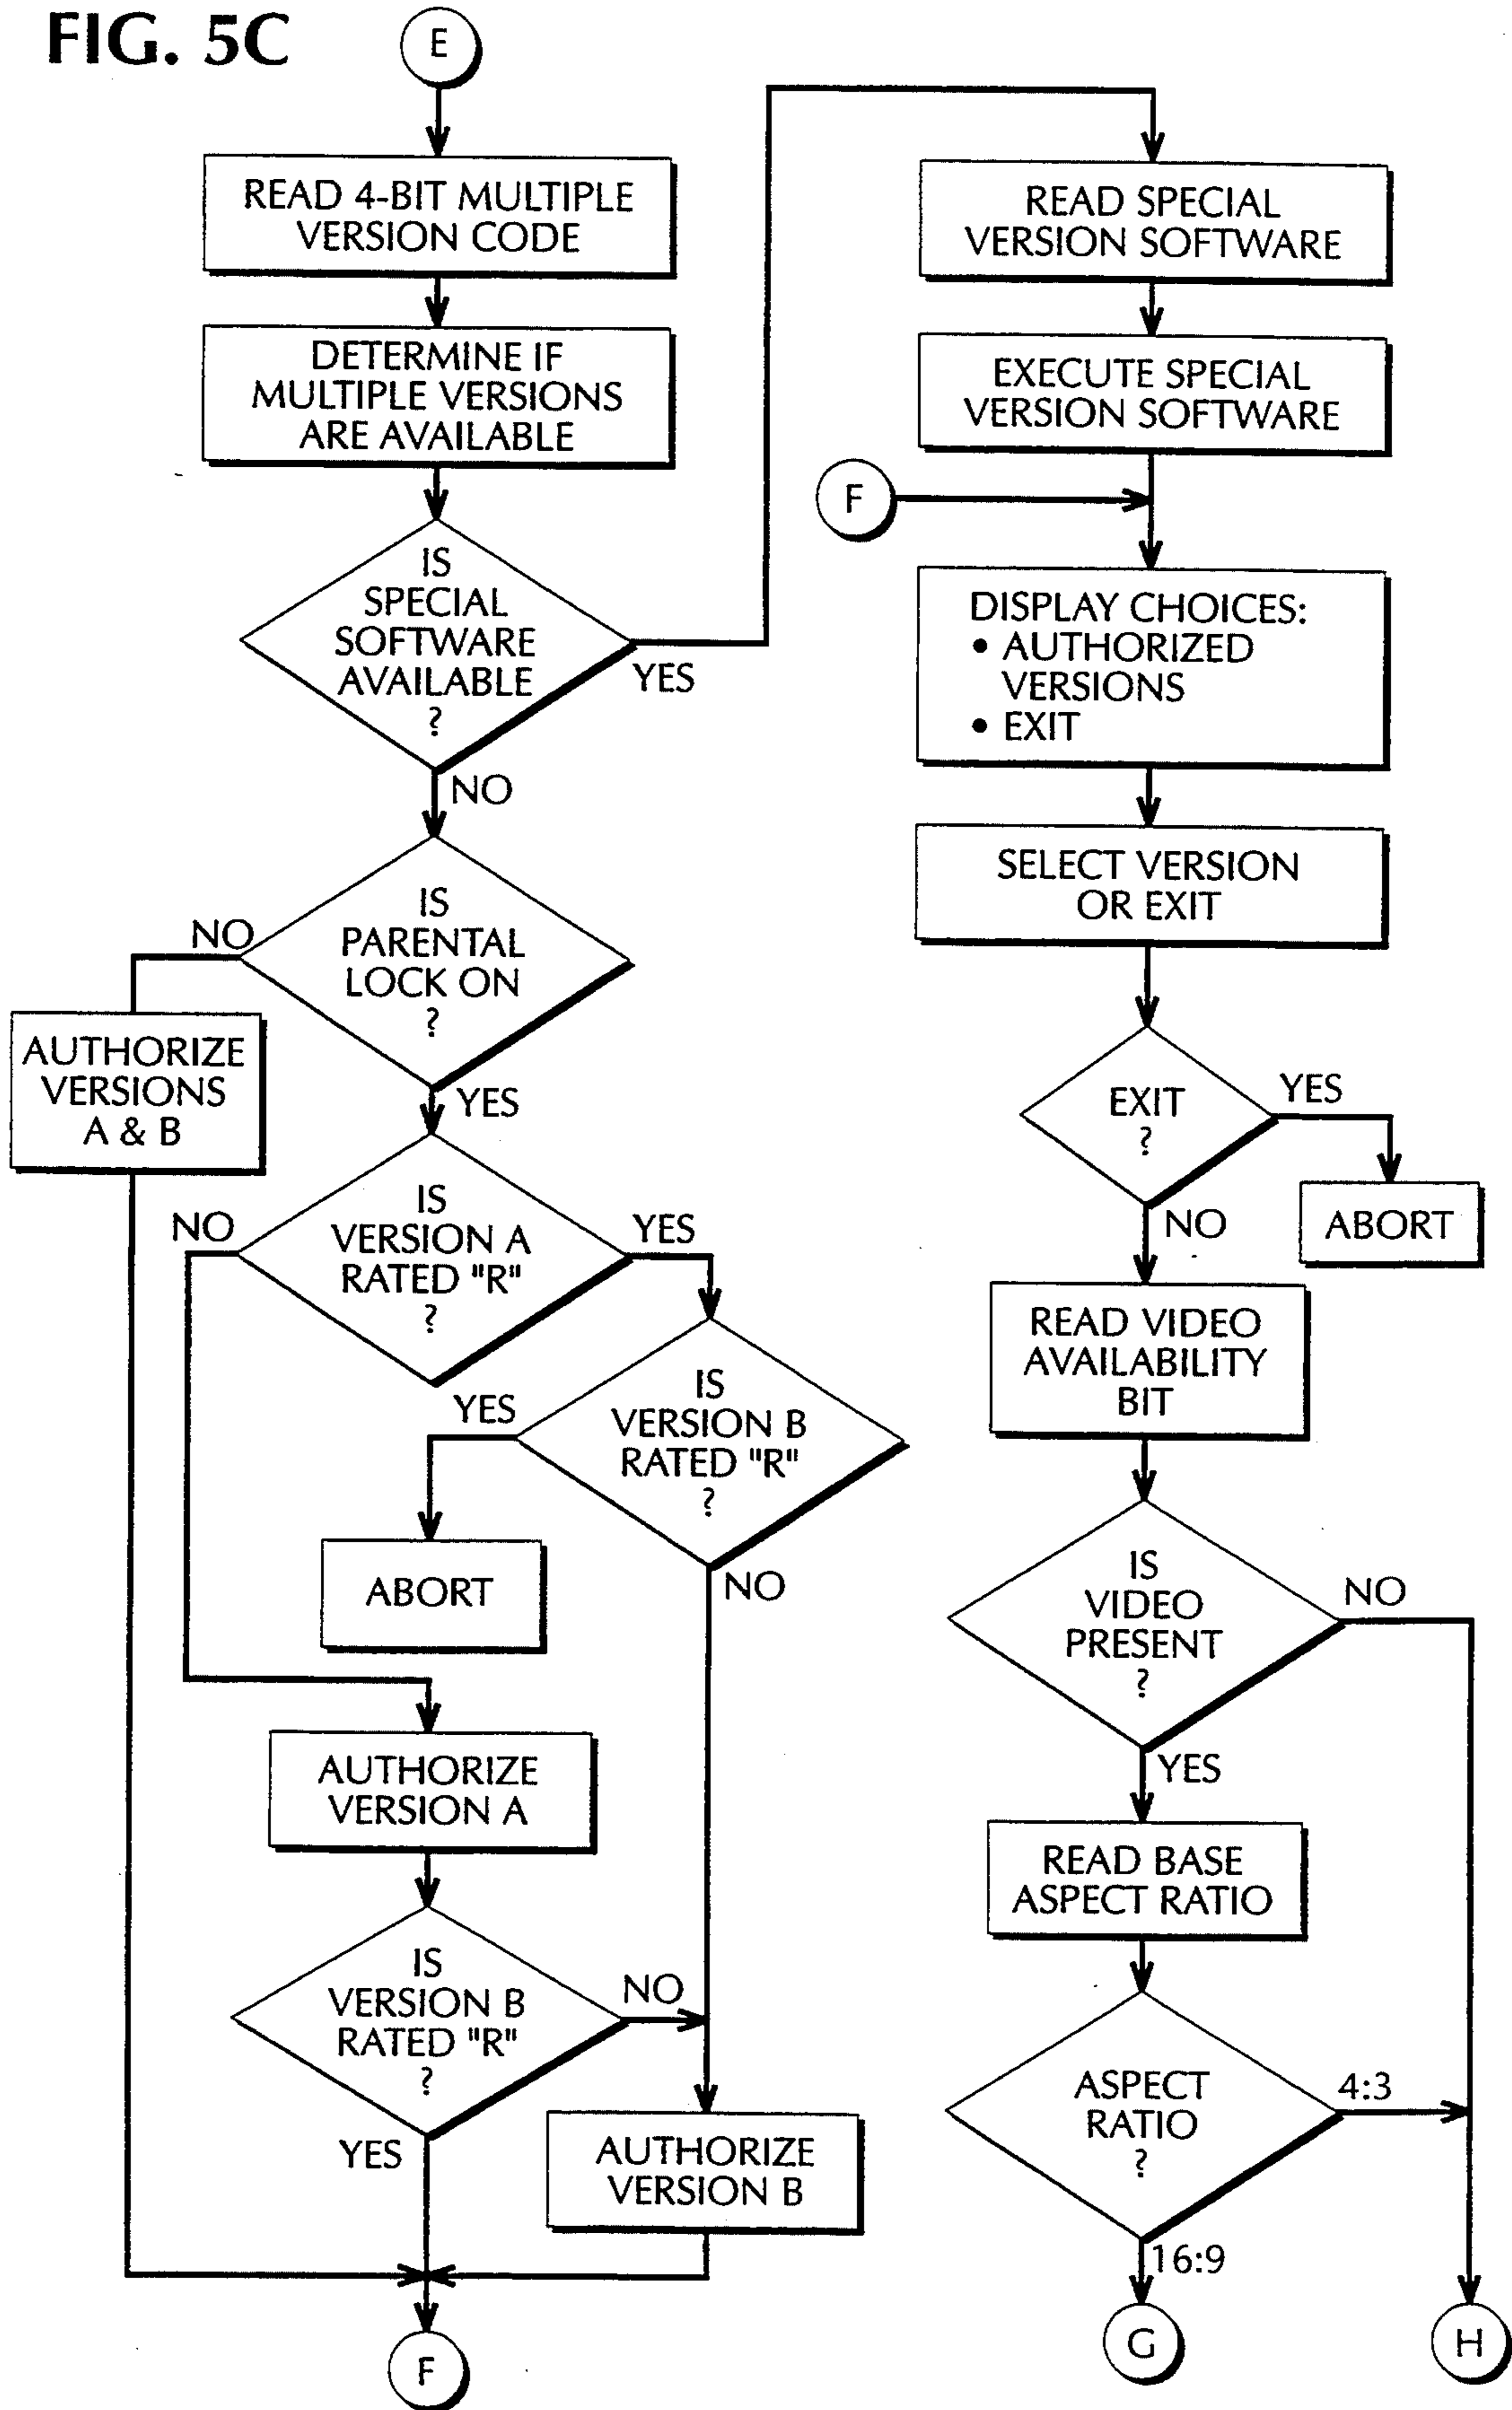 FIG. 5C
E
READ 4-BIT MULTIPLE
VERSION CODE
DETERMINE IF
MULTIPLE VERSIONS
ARE AVAILABLE
IS
SPECIAL
SOFTWARE
AVAILABLE
?
YES
NO
IS
PARENTAL
LOCK ON
?
NO
YES
AUTHORIZE
VERSIONS
A & B
IS
VERSION A
RATED "R"
?
NO
YES
IS
VERSION B
RATED "R"
?
YES
NO
ABORT
AUTHORIZE
VERSION A
IS
VERSION B
RATED "R"
?
NO
YES
AUTHORIZE
VERSION B
F
READ SPECIAL
VERSION SOFTWARE
EXECUTE SPECIAL
VERSION SOFTWARE
F
DISPLAY CHOICES:
• AUTHORIZED
VERSIONS
• EXIT
SELECT VERSION
OR EXIT
EXIT
?
YES
NO
ABORT
READ VIDEO
AVAILABILITY
BIT
IS
VIDEO
PRESENT
?
NO
YES
READ BASE
ASPECT RATIO
ASPECT
RATIO
?
4:3
16:9
G
H